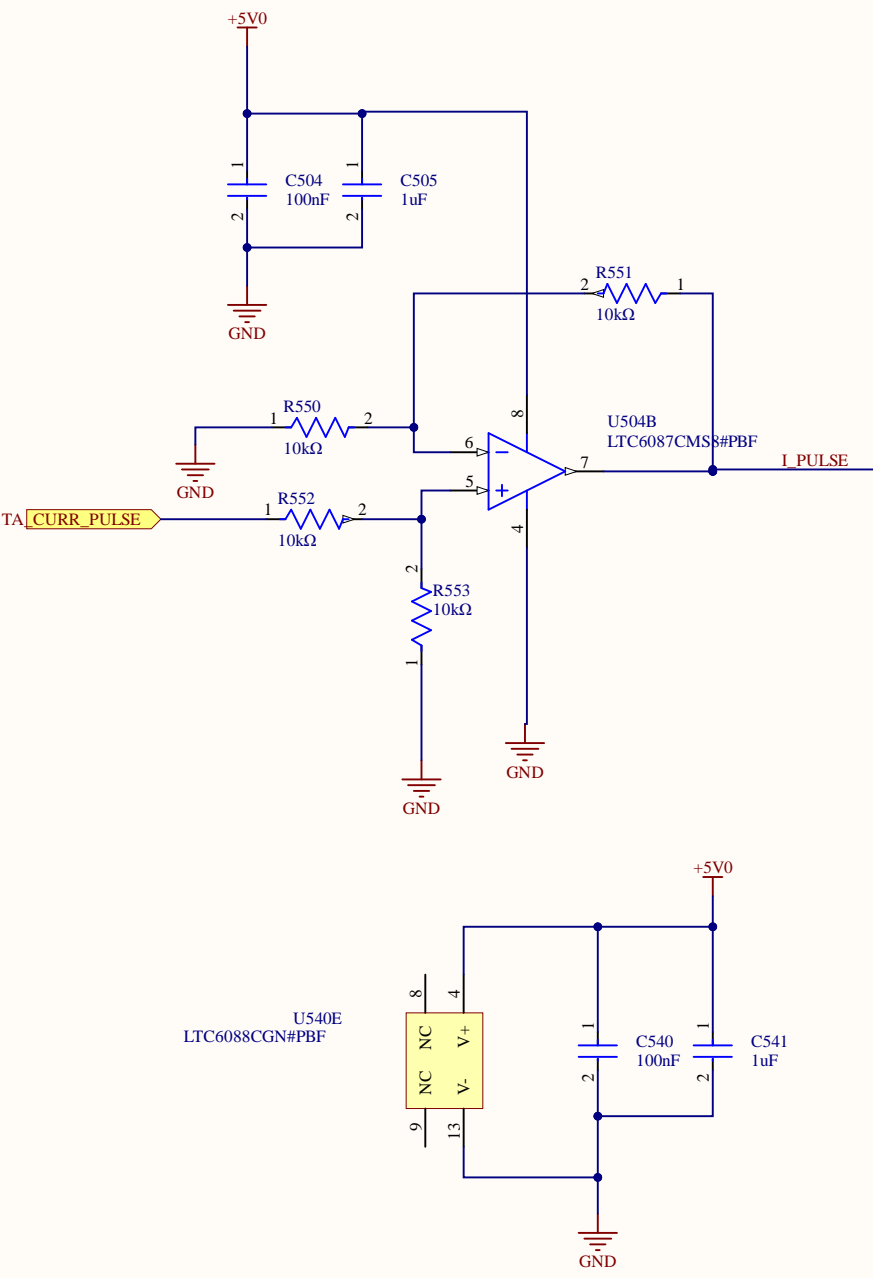 +5V0
1
1
C504
100nF
C505
1uF
2
2
GND
R551
2
1
10kΩ
R550
1
2
10kΩ
GND
8
U504B
LTC6087CMS8#PBF
6
7
I_PULSE
5
4
TA_CURR_PULSE
R552
1
2
10kΩ
2
R553
10kΩ
1
GND
GND
+5V0
U540E
LTC6088CGN#PBF
8
4
NC
V+
NC
V-
9
13
1
1
C540
100nF
C541
1uF
2
2
GND